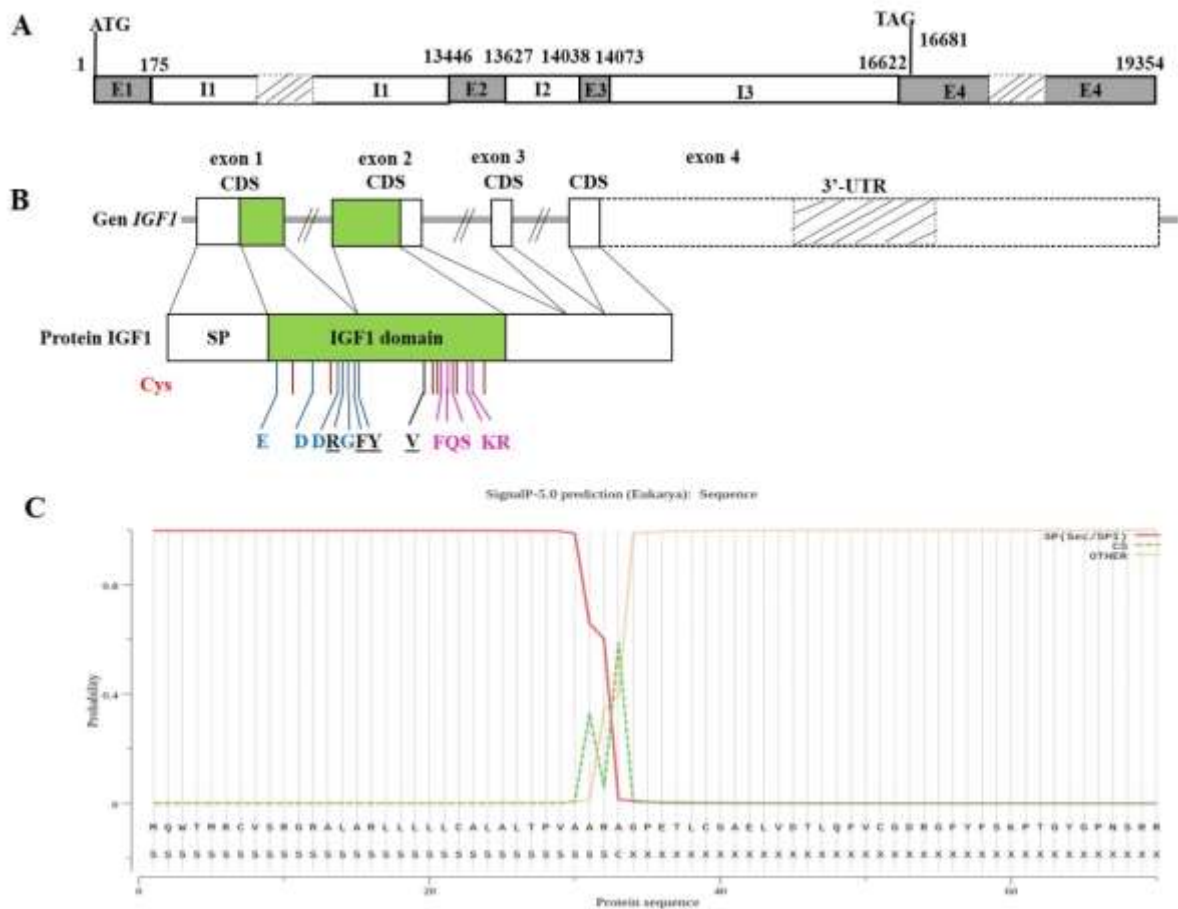 A
ATG
TAG
1
175
13446
13627
14038
14073
16622
16681
19354
E1
I1
I1
E2
I2
E3
I3
E4
E4
B
exon 1
exon 2
exon 3
exon 4
CDS
CDS
CDS
CDS
3'-UTR
Gen IGF1
Protein IGF1
SP
IGF1 domain
Cys
E
D
D
R
G
FY
V
FQS
KR
C
SignalP-5.0 prediction (Eukarya): Sequence
SP(Sec/SPI)
CS
OTHER
Probability
0.8
0.4
0
0
20
40
60
Protein sequence